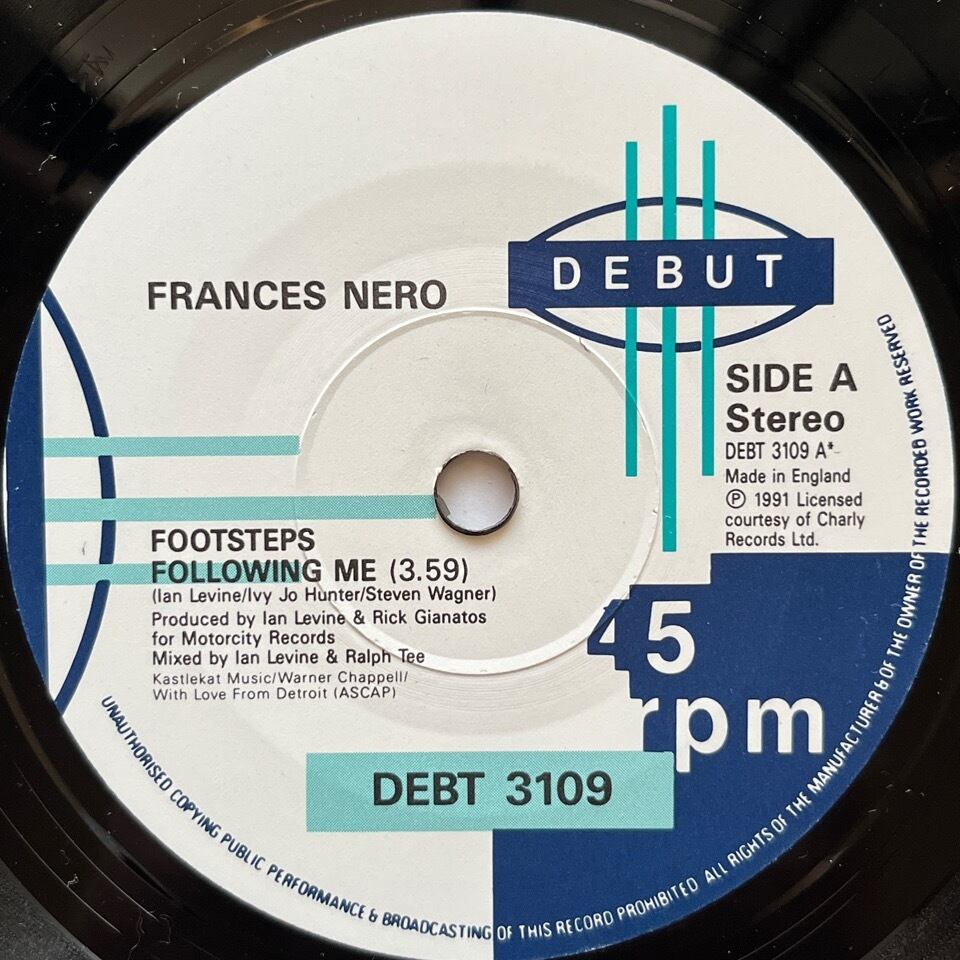 DEBUT
FRANCES NERO
SIDE A
Stereo
DEBT 3109 A*
Made in England
Ⓟ 1991 Licensed
courtesy of Charly
Records Ltd.
FOOTSTEPS
FOLLOWING ME (3.59)
(Ian Levine/Ivy Jo Hunter/Steven Wagner)
Produced by Ian Levine & Rick Gianatos
for Motorcity Records
Mixed by Ian Levine & Ralph Tee
Kastlekat Music/Warner Chappell/
With Love From Detroit (ASCAP)
45
rpm
DEBT 3109
UNAUTHORISED COPYING PUBLIC PERFORMANCE & BROADCASTING OF THIS RECORD PROHIBITED ALL RIGHTS OF THE MANUFACTURER & OF THE OWNER OF THE RECORDED WORK RESERVED